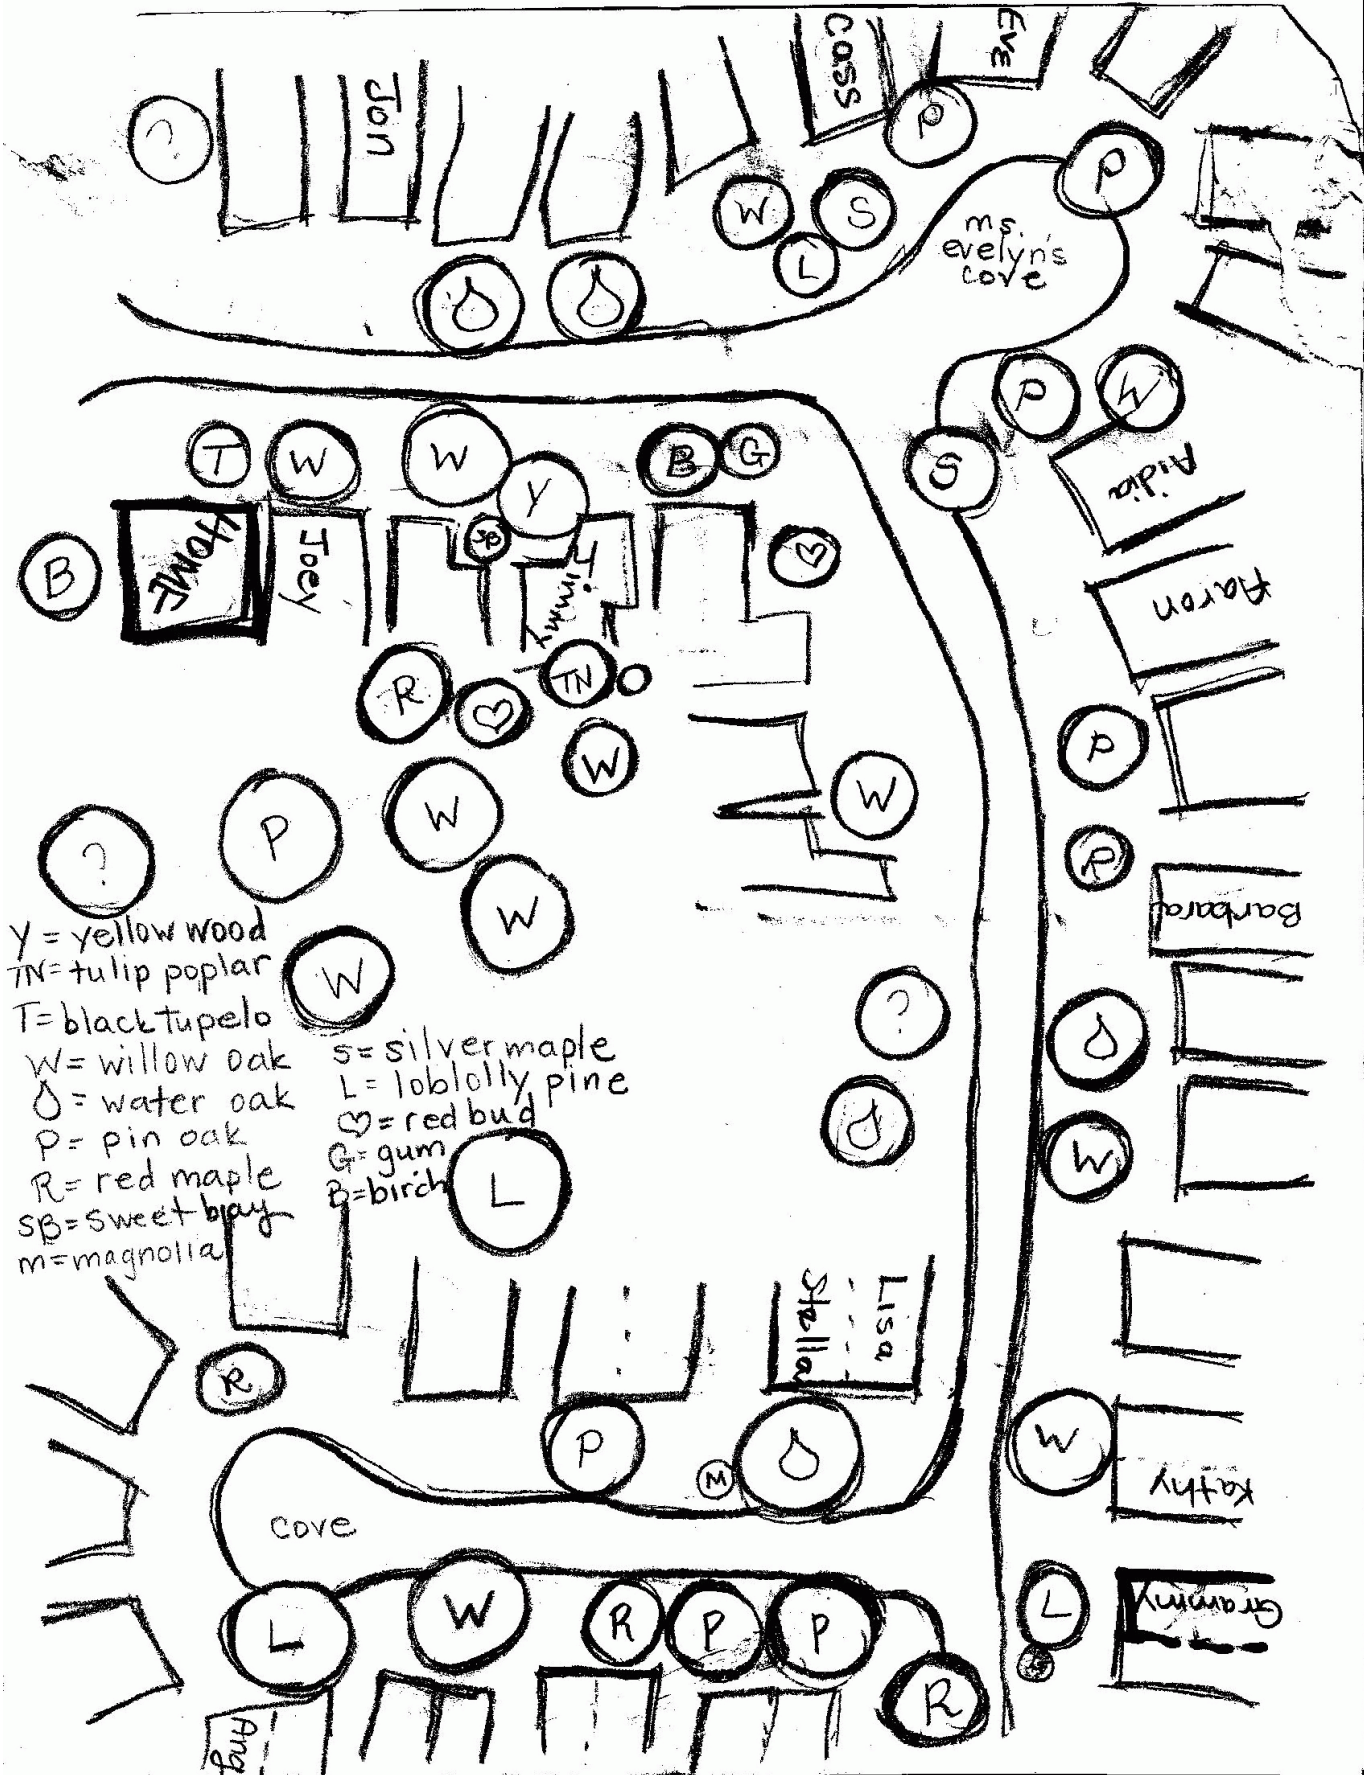 Cass
Eve
Jon
?
P
P
W
S
L
ms.
evelyn's
cove
P
W
T
W
W
B
G
S
Y
Aidia
HOME
Joey
SB
Jimmy
B
Aaron
R
TN
W
P
W
P
W
?
R
W
Barbara
W
?
Y = yellow wood
TN= tulip poplar
T= black tupelo
W= willow oak
= water oak
P= pin oak
R= red maple
SB= sweet bay
m=magnolia
S= silver maple
L= loblolly pine
♡= red bud
G= gum
B=birch
W
L
Lisa
Stella
R
P
M
W
Kathy
cove
L
W
R
P
P
L
Grammy
R
Ang